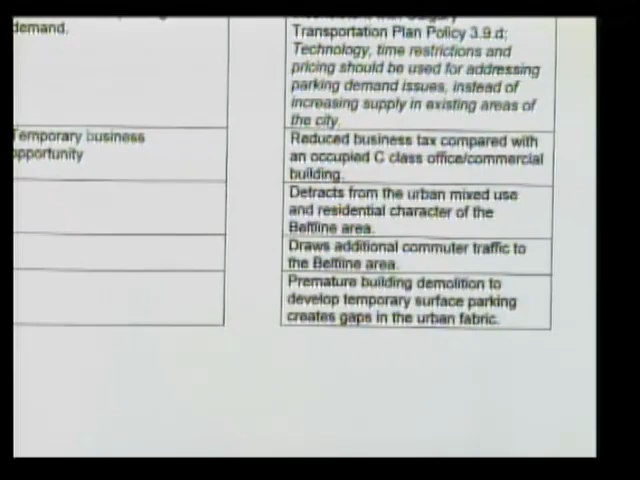 demand.
Transportation Plan Policy 3.9.d;
Technology, time restrictions and
pricing should be used for addressing
parking demand issues, instead of
increasing supply in existing areas of
the city.
Temporary business
opportunity
Reduced business tax compared with
an occupied C class office/commercial
building.
Detracts from the urban mixed use
and residential character of the
Beltline area.
Draws additional commuter traffic to
the Beltline area.
Premature building demolition to
develop temporary surface parking
creates gaps in the urban fabric.